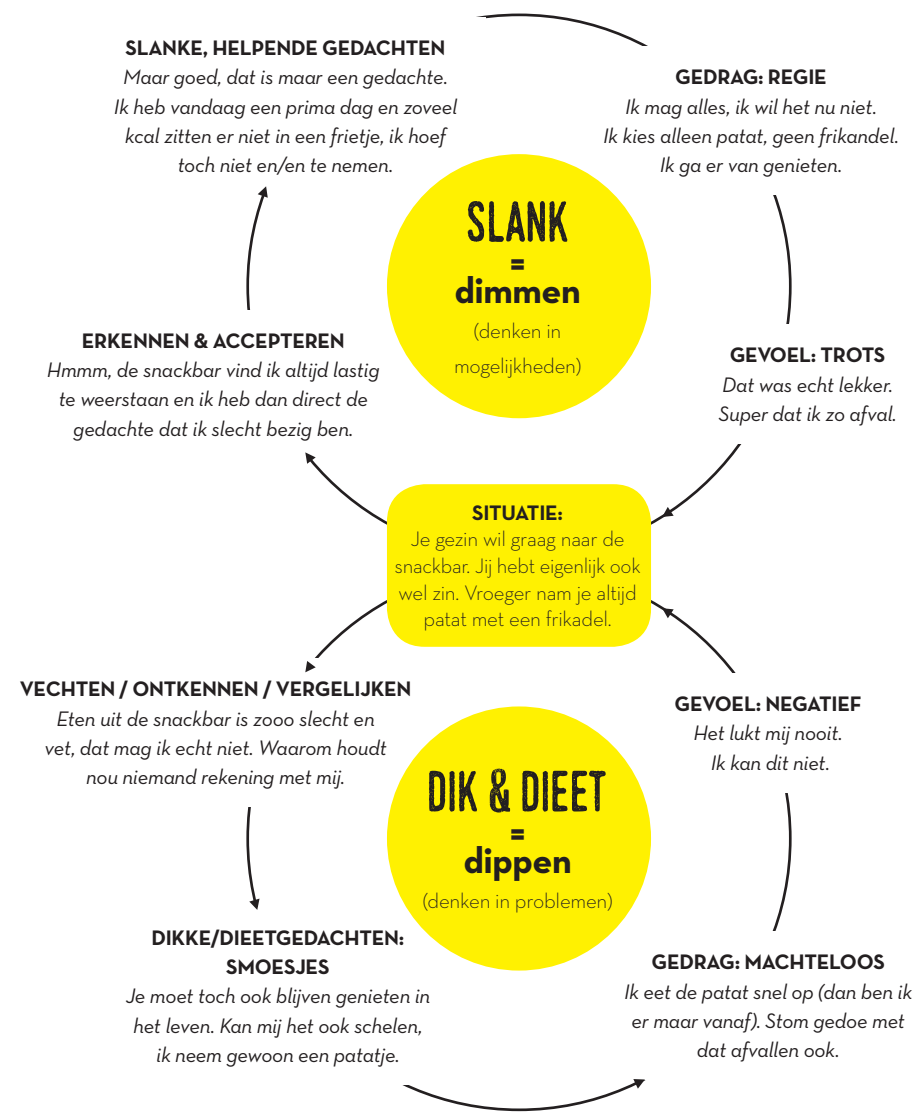 SLANKE, HELPENDE GEDACHTEN
Maar goed, dat is maar een gedachte.
Ik heb vandaag een prima dag en zoveel
kcal zitten er niet in een frietje, ik hoef
toch niet en/en te nemen.
GEDRAG: REGIE
Ik mag alles, ik wil het nu niet.
Ik kies alleen patat, geen frikandel.
Ik ga er van genieten.
SLANK
=
dimmen
(denken in
mogelijkheden)
ERKENNEN & ACCEPTEREN
Hmmm, de snackbar vind ik altijd lastig
te weerstaan en ik heb dan direct de
gedachte dat ik slecht bezig ben.
GEVOEL: TROTS
Dat was echt lekker.
Super dat ik zo afval.
SITUATIE:
Je gezin wil graag naar de
snackbar. Jij hebt eigenlijk ook
wel zin. Vroeger nam je altijd
patat met een frikadel.
VECHTEN / ONTKENNEN / VERGELIJKEN
Eten uit de snackbar is zooo slecht en
vet, dat mag ik echt niet. Waarom houdt
nou niemand rekening met mij.
GEVOEL: NEGATIEF
Het lukt mij nooit.
Ik kan dit niet.
DIK & DIEET
=
dippen
(denken in problemen)
DIKKE/DIEETGEDACHTEN:
SMOESJES
Je moet toch ook blijven genieten in
het leven. Kan mij het ook schelen,
ik neem gewoon een patatje.
GEDRAG: MACHTELOOS
Ik eet de patat snel op (dan ben ik
er maar vanaf). Stom gedoe met
dat afvallen ook.